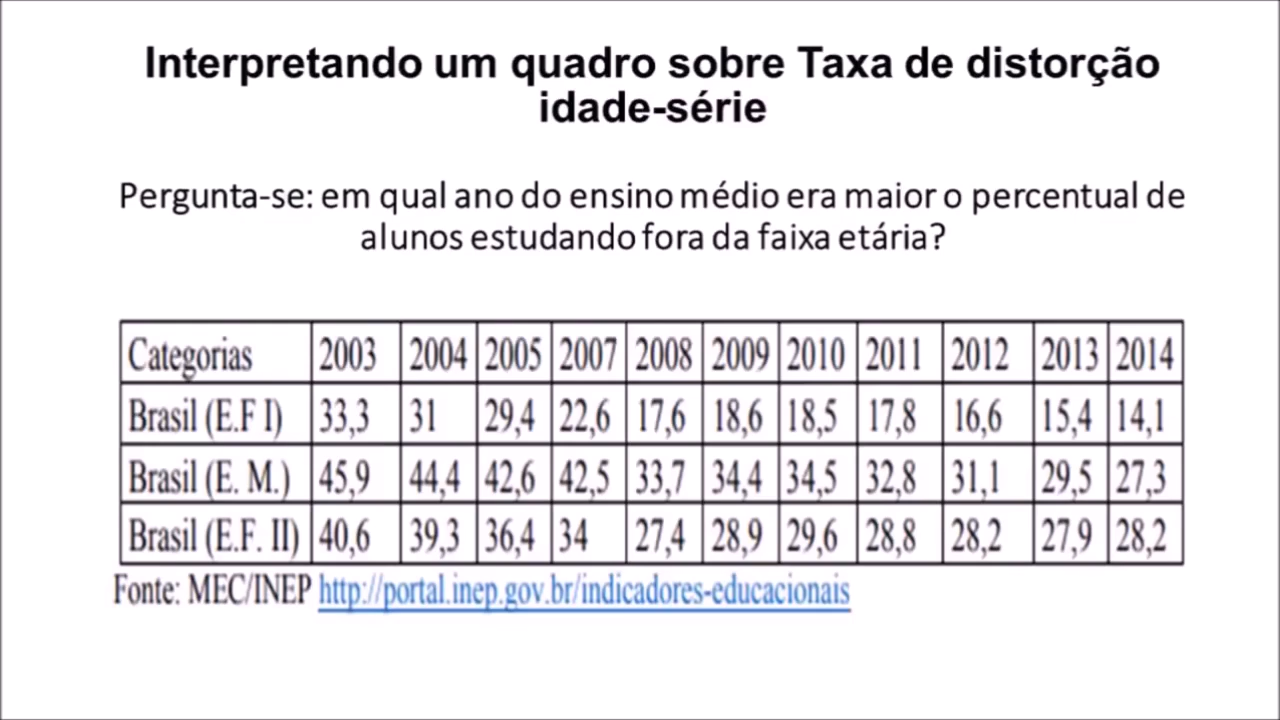 Interpretando um quadro sobre Taxa de distorção
idade-série
Pergunta-se: em qual ano do ensino médio era maior o percentual de
alunos estudando fora da faixa etária?
Categorias 2003 2004 2005 2007 2008 2009 2010 2011 2012 2013 2014
Brasil (E.F I) 33,3 31 29,4 22,6 17,6 18,6 18,5 17,8 16,6 15,4 14,1
Brasil (E. M.) 45,9 44,4 42,6 42,5 33,7 34,4 34,5 32,8 31,1 29,5 27,3
Brasil (E.F. II) 40,6 39,3 36,4 34 27,4 28,9 29,6 28,8 28,2 27,9 28,2
Fonte: MEC/INEP http://portal.inep.gov.br/indicadores-educacionais